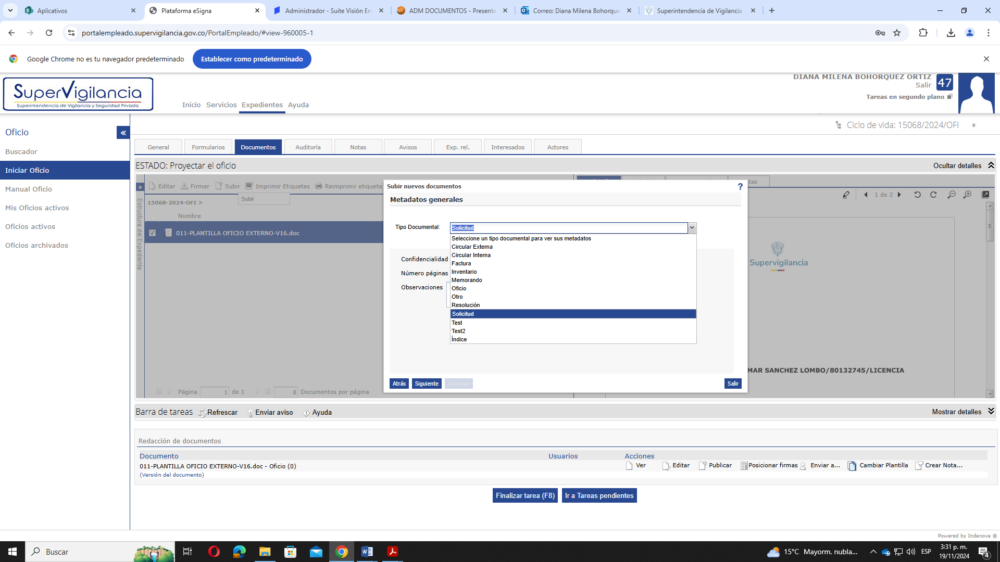 Aplicativos
Plataforma eSigna
Administrador - Suite Visión Em
ADM DOCUMENTOS - Presenta
Correo: Diana Milena Bohorque
Superintendencia de Vigilancia
portalempleado.supervigilancia.gov.co/PortalEmpleado/#view-960005-1
Google Chrome no es tu navegador predeterminado
Establecer como predeterminado
SuperVigilancia
Superintendencia de Vigilancia y Seguridad Privada
Inicio Servicios Expedientes Ayuda
DIANA MILENA BOHORQUEZ ORTIZ
Salir
47
Tareas en segundo plano
Oficio
«
Buscador
Iniciar Oficio
Manual Oficio
Mis Oficios activos
Oficios activos
Oficios archivados
Ciclo de vida: 15068/2024/OFI
General Formularios Documentos Auditoría Notas Avisos Exp. rel. Interesados Actores
ESTADO: Proyectar el oficio
Ocultar detalles
Editar Firmar Subir Imprimir Etiquetas Reimprimir etiqueta
Subir
15068-2024-OFI >
Nombre
011-PLANTILLA OFICIO EXTERNO-V16.doc
Estructura del Expediente
Página 1 de 1 8 Documentos por página
Subir nuevos documentos
?
Metadatos generales
Tipo Documental: Solicitud
Seleccione un tipo documental para ver sus metadatos
Circular Externa
Circular Interna
Factura
Inventario
Memorando
Oficio
Otro
Resolución
Solicitud
Test
Test2
Índice
Confidencialidad
Número páginas
Observaciones
Atrás Siguiente Terminar Salir
tas
1 de 2
Supervigilancia
MAR SANCHEZ LOMBO/80132745/LICENCIA
Barra de tareas Refrescar Enviar aviso Ayuda
Mostrar detalles
Redacción de documentos
Documento Usuarios Acciones
011-PLANTILLA OFICIO EXTERNO-V16.doc - Oficio (0)
(Versión del documento)
Ver Editar Publicar Posicionar firmas Enviar a... Cambiar Plantilla Crear Nota...
Finalizar tarea (F8) Ir a Tareas pendientes
Powered by Indenova ®
Buscar
15°C Mayorm. nubla...
ESP
3:31 p. m.
19/11/2024
4